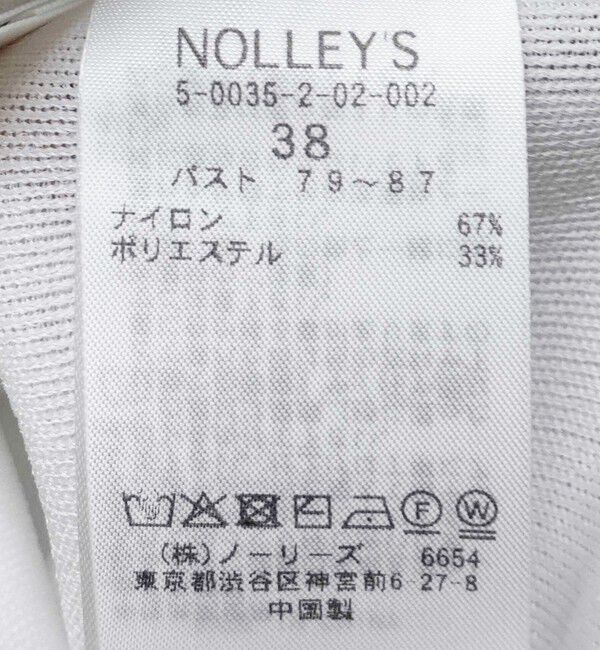 NOLLEY'S
5-0035-2-02-002
38
バスト 79～87
ナイロン 67%
ポリエステル 33%
F W
(株)ノーリーズ 6654
東京都渋谷区神宮前6-27-8
中国製